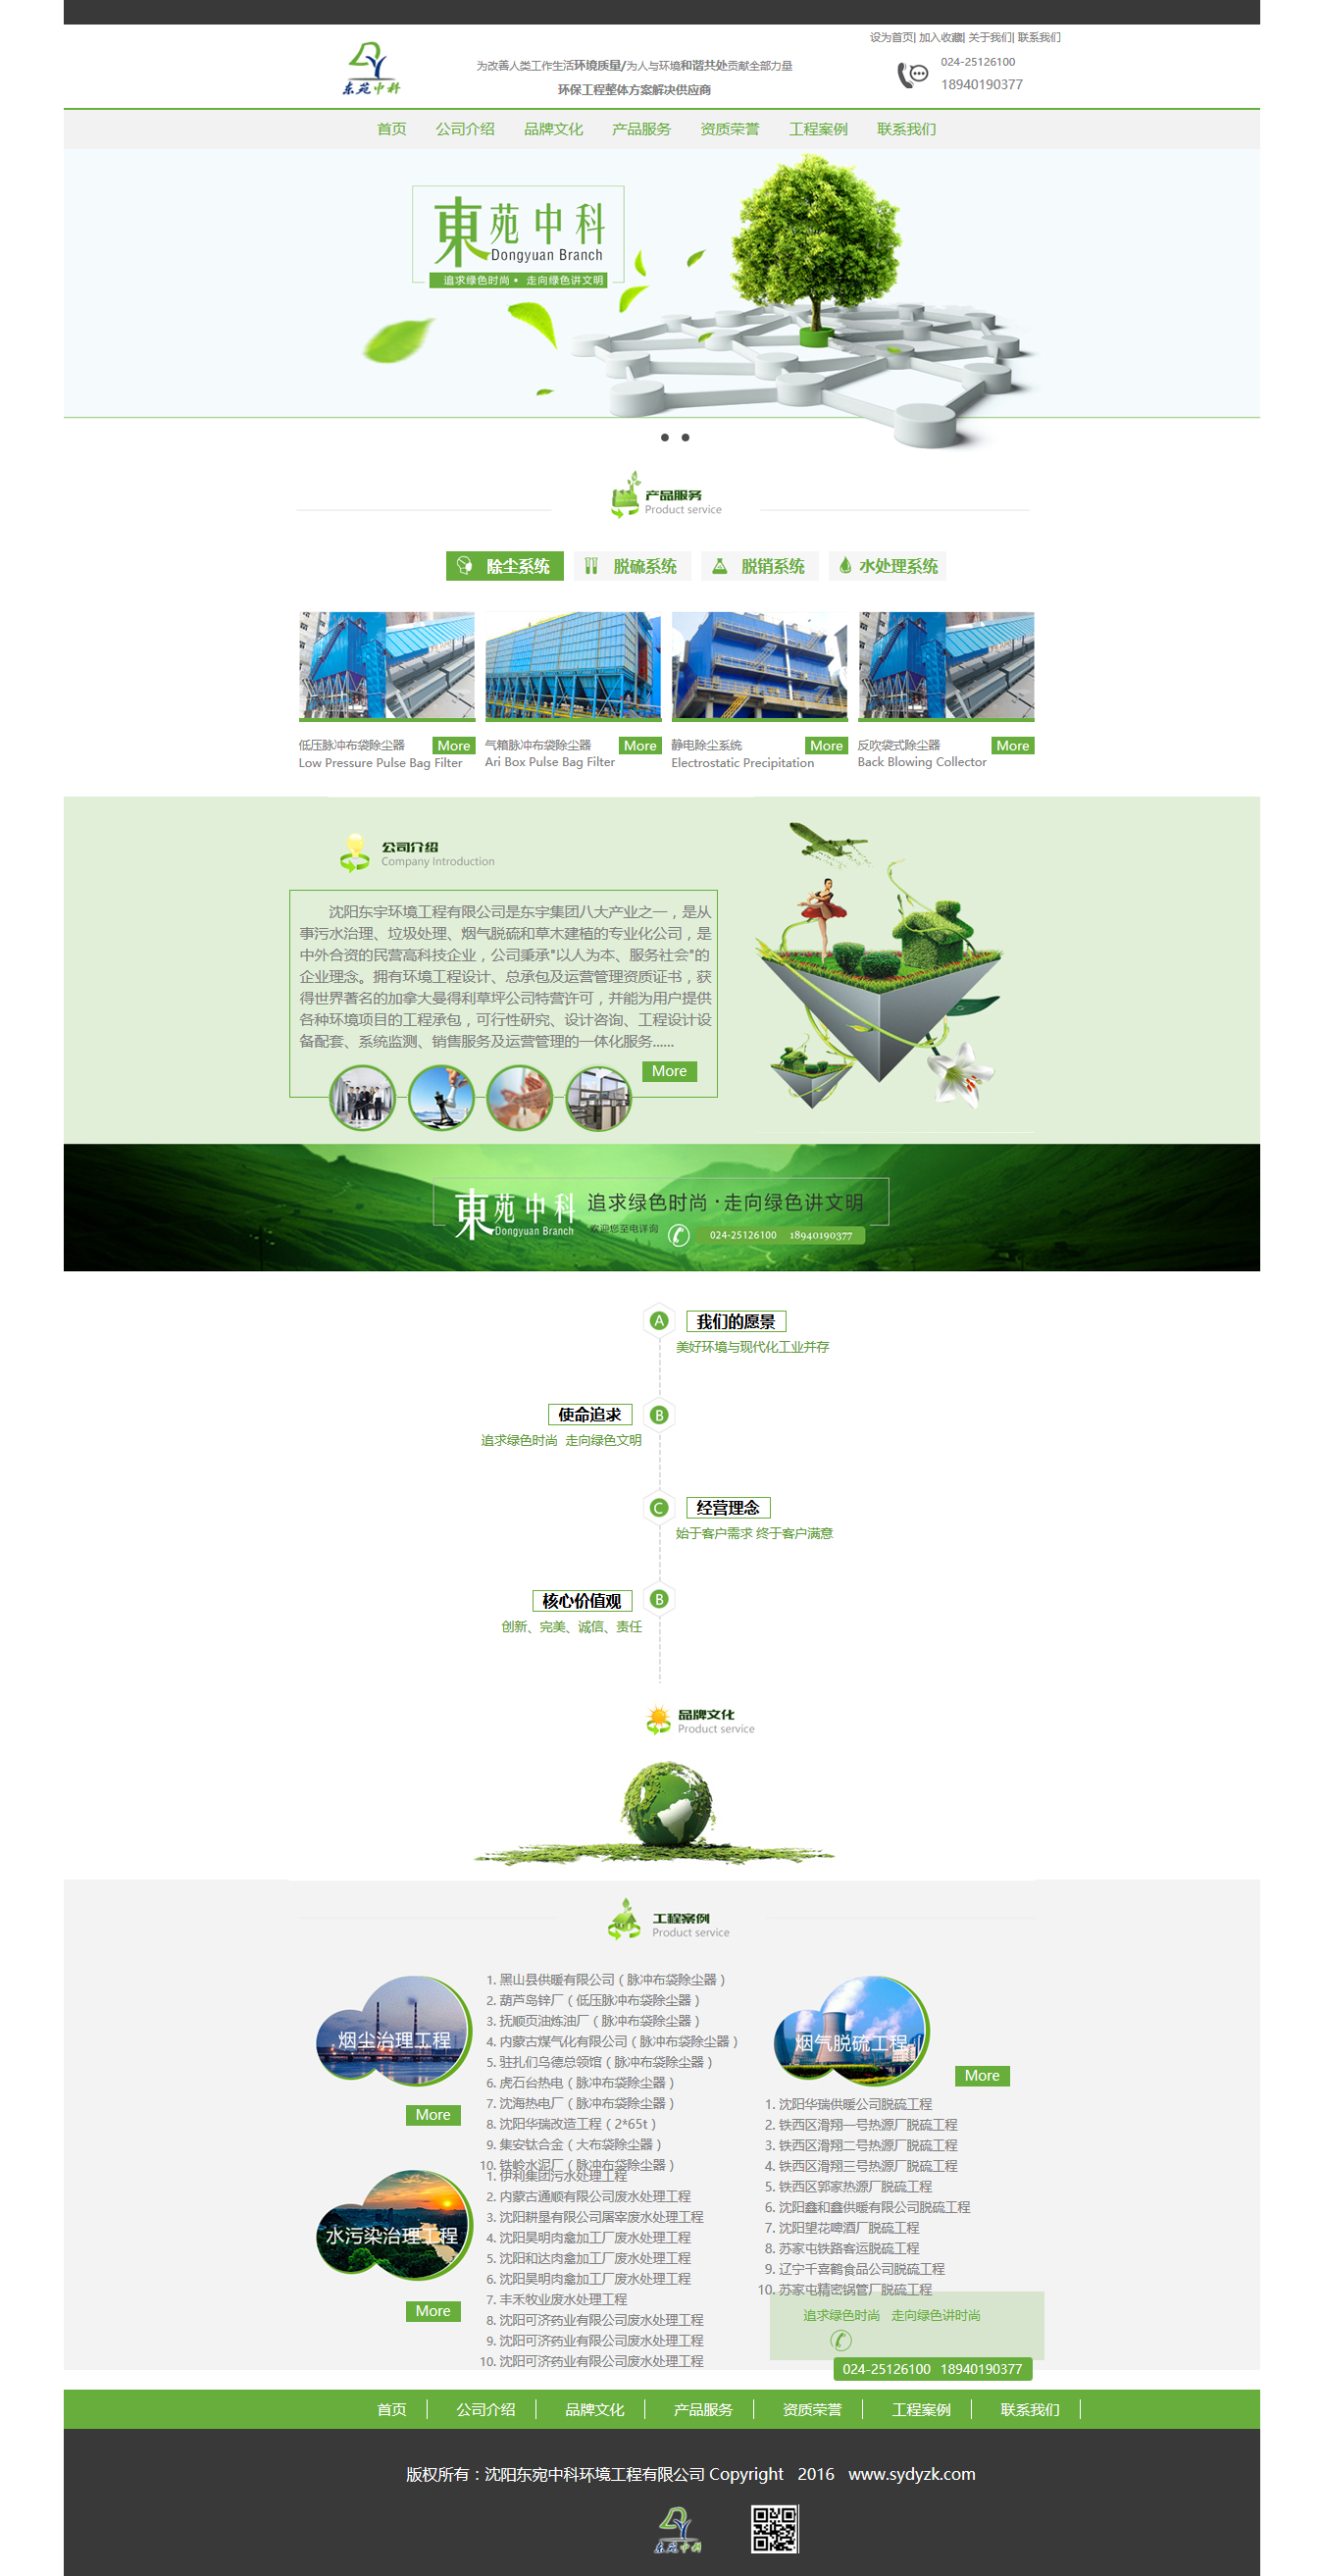 设为首页| 加入收藏| 关于我们| 联系我们
东苑中科
为改善人类工作生活环境质量/为人与环境和谐共处贡献全部力量
环保工程整体方案解决供应商
024-25126100
18940190377
首页 公司介绍 品牌文化 产品服务 资质荣誉 工程案例 联系我们
東苑中科
Dongyuan Branch
追求绿色时尚 • 走向绿色讲文明
产品服务
Product service
除尘系统 脱硫系统 脱销系统 水处理系统
低压脉冲布袋除尘器 More
Low Pressure Pulse Bag Filter
气箱脉冲布袋除尘器 More
Ari Box Pulse Bag Filter
静电除尘系统 More
Electrostatic Precipitation
反吹袋式除尘器 More
Back Blowing Collector
公司介绍
Company Introduction
沈阳东宇环境工程有限公司是东宇集团八大产业之一，是从
事污水治理、垃圾处理、烟气脱硫和草木建植的专业化公司，是
中外合资的民营高科技企业，公司秉承"以人为本、服务社会"的
企业理念。拥有环境工程设计、总承包及运营管理资质证书，获
得世界著名的加拿大曼得利草坪公司特营许可，并能为用户提供
各种环境项目的工程承包，可行性研究、设计咨询、工程设计设
备配套、系统监测、销售服务及运营管理的一体化服务......
More
東苑中科
Dongyuan Branch
追求绿色时尚 ·走向绿色讲文明
欢迎您至电详询
024-25126100 18940190377
A 我们的愿景
美好环境与现代化工业并存
使命追求 B
追求绿色时尚 走向绿色文明
C 经营理念
始于客户需求 终于客户满意
核心价值观 B
创新、完美、诚信、责任
品牌文化
Product service
工程案例
Product service
烟尘治理工程
More
1. 黑山县供暖有限公司（脉冲布袋除尘器）
2. 葫芦岛锌厂（低压脉冲布袋除尘器）
3. 抚顺页油炼油厂（脉冲布袋除尘器）
4. 内蒙古煤气化有限公司（脉冲布袋除尘器）
5. 驻扎们乌德总领馆（脉冲布袋除尘器）
6. 虎石台热电（脉冲布袋除尘器）
7. 沈海热电厂（脉冲布袋除尘器）
8. 沈阳华瑞改造工程（2*65t）
9. 集安钛合金（大布袋除尘器）
10. 铁岭水泥厂（脉冲布袋除尘器）
水污染治理工程
More
1. 伊利集团污水处理工程
2. 内蒙古通顺有限公司废水处理工程
3. 沈阳耕垦有限公司屠宰废水处理工程
4. 沈阳昊明肉禽加工厂废水处理工程
5. 沈阳和达肉禽加工厂废水处理工程
6. 沈阳昊明肉禽加工厂废水处理工程
7. 丰禾牧业废水处理工程
8. 沈阳可济药业有限公司废水处理工程
9. 沈阳可济药业有限公司废水处理工程
10. 沈阳可济药业有限公司废水处理工程
烟气脱硫工程
More
1. 沈阳华瑞供暖公司脱硫工程
2. 铁西区滑翔一号热源厂脱硫工程
3. 铁西区滑翔二号热源厂脱硫工程
4. 铁西区滑翔三号热源厂脱硫工程
5. 铁西区郭家热源厂脱硫工程
6. 沈阳鑫和鑫供暖有限公司脱硫工程
7. 沈阳望花啤酒厂脱硫工程
8. 苏家屯铁路客运脱硫工程
9. 辽宁千喜鹤食品公司脱硫工程
10. 苏家屯精密锅管厂脱硫工程
追求绿色时尚 走向绿色讲时尚
024-25126100 18940190377
首页 公司介绍 品牌文化 产品服务 资质荣誉 工程案例 联系我们
版权所有：沈阳东宛中科环境工程有限公司 Copyright 2016 www.sydyzk.com
东苑中科